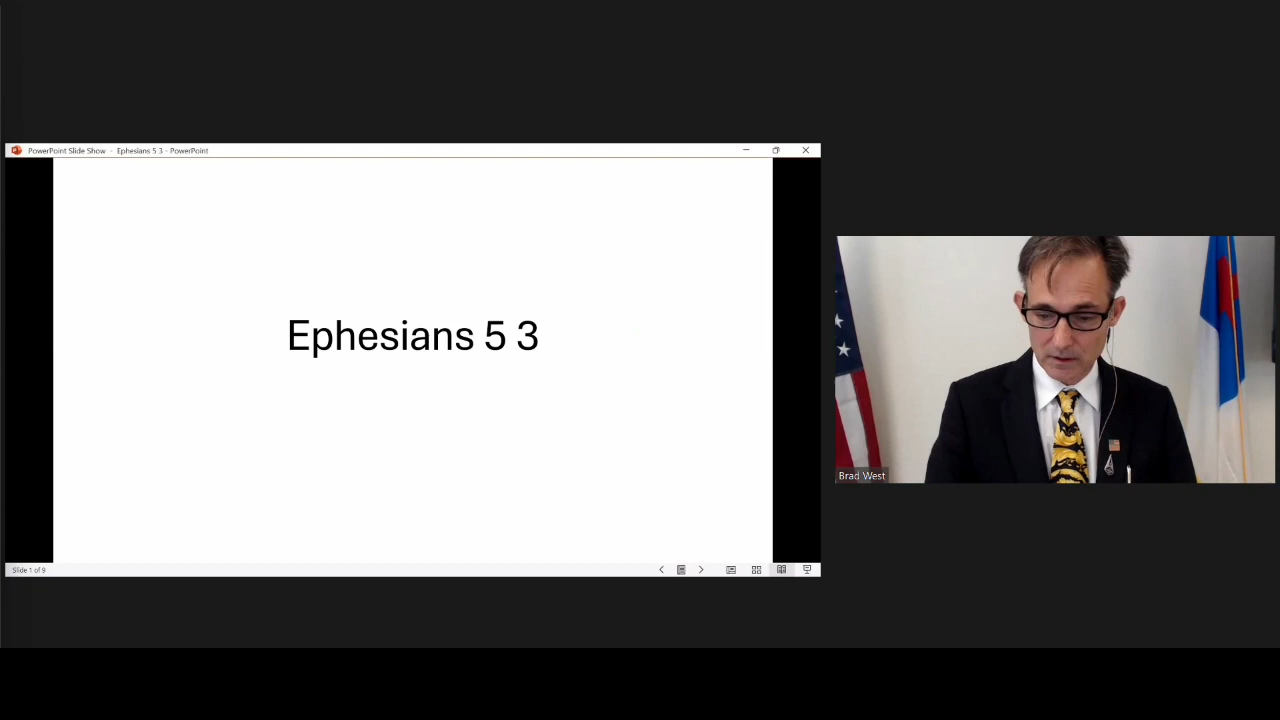 PowerPoint Slide Show - Ephesians 5 3 - PowerPoint
Ephesians 5 3
Slide 1 of 9
Brad West